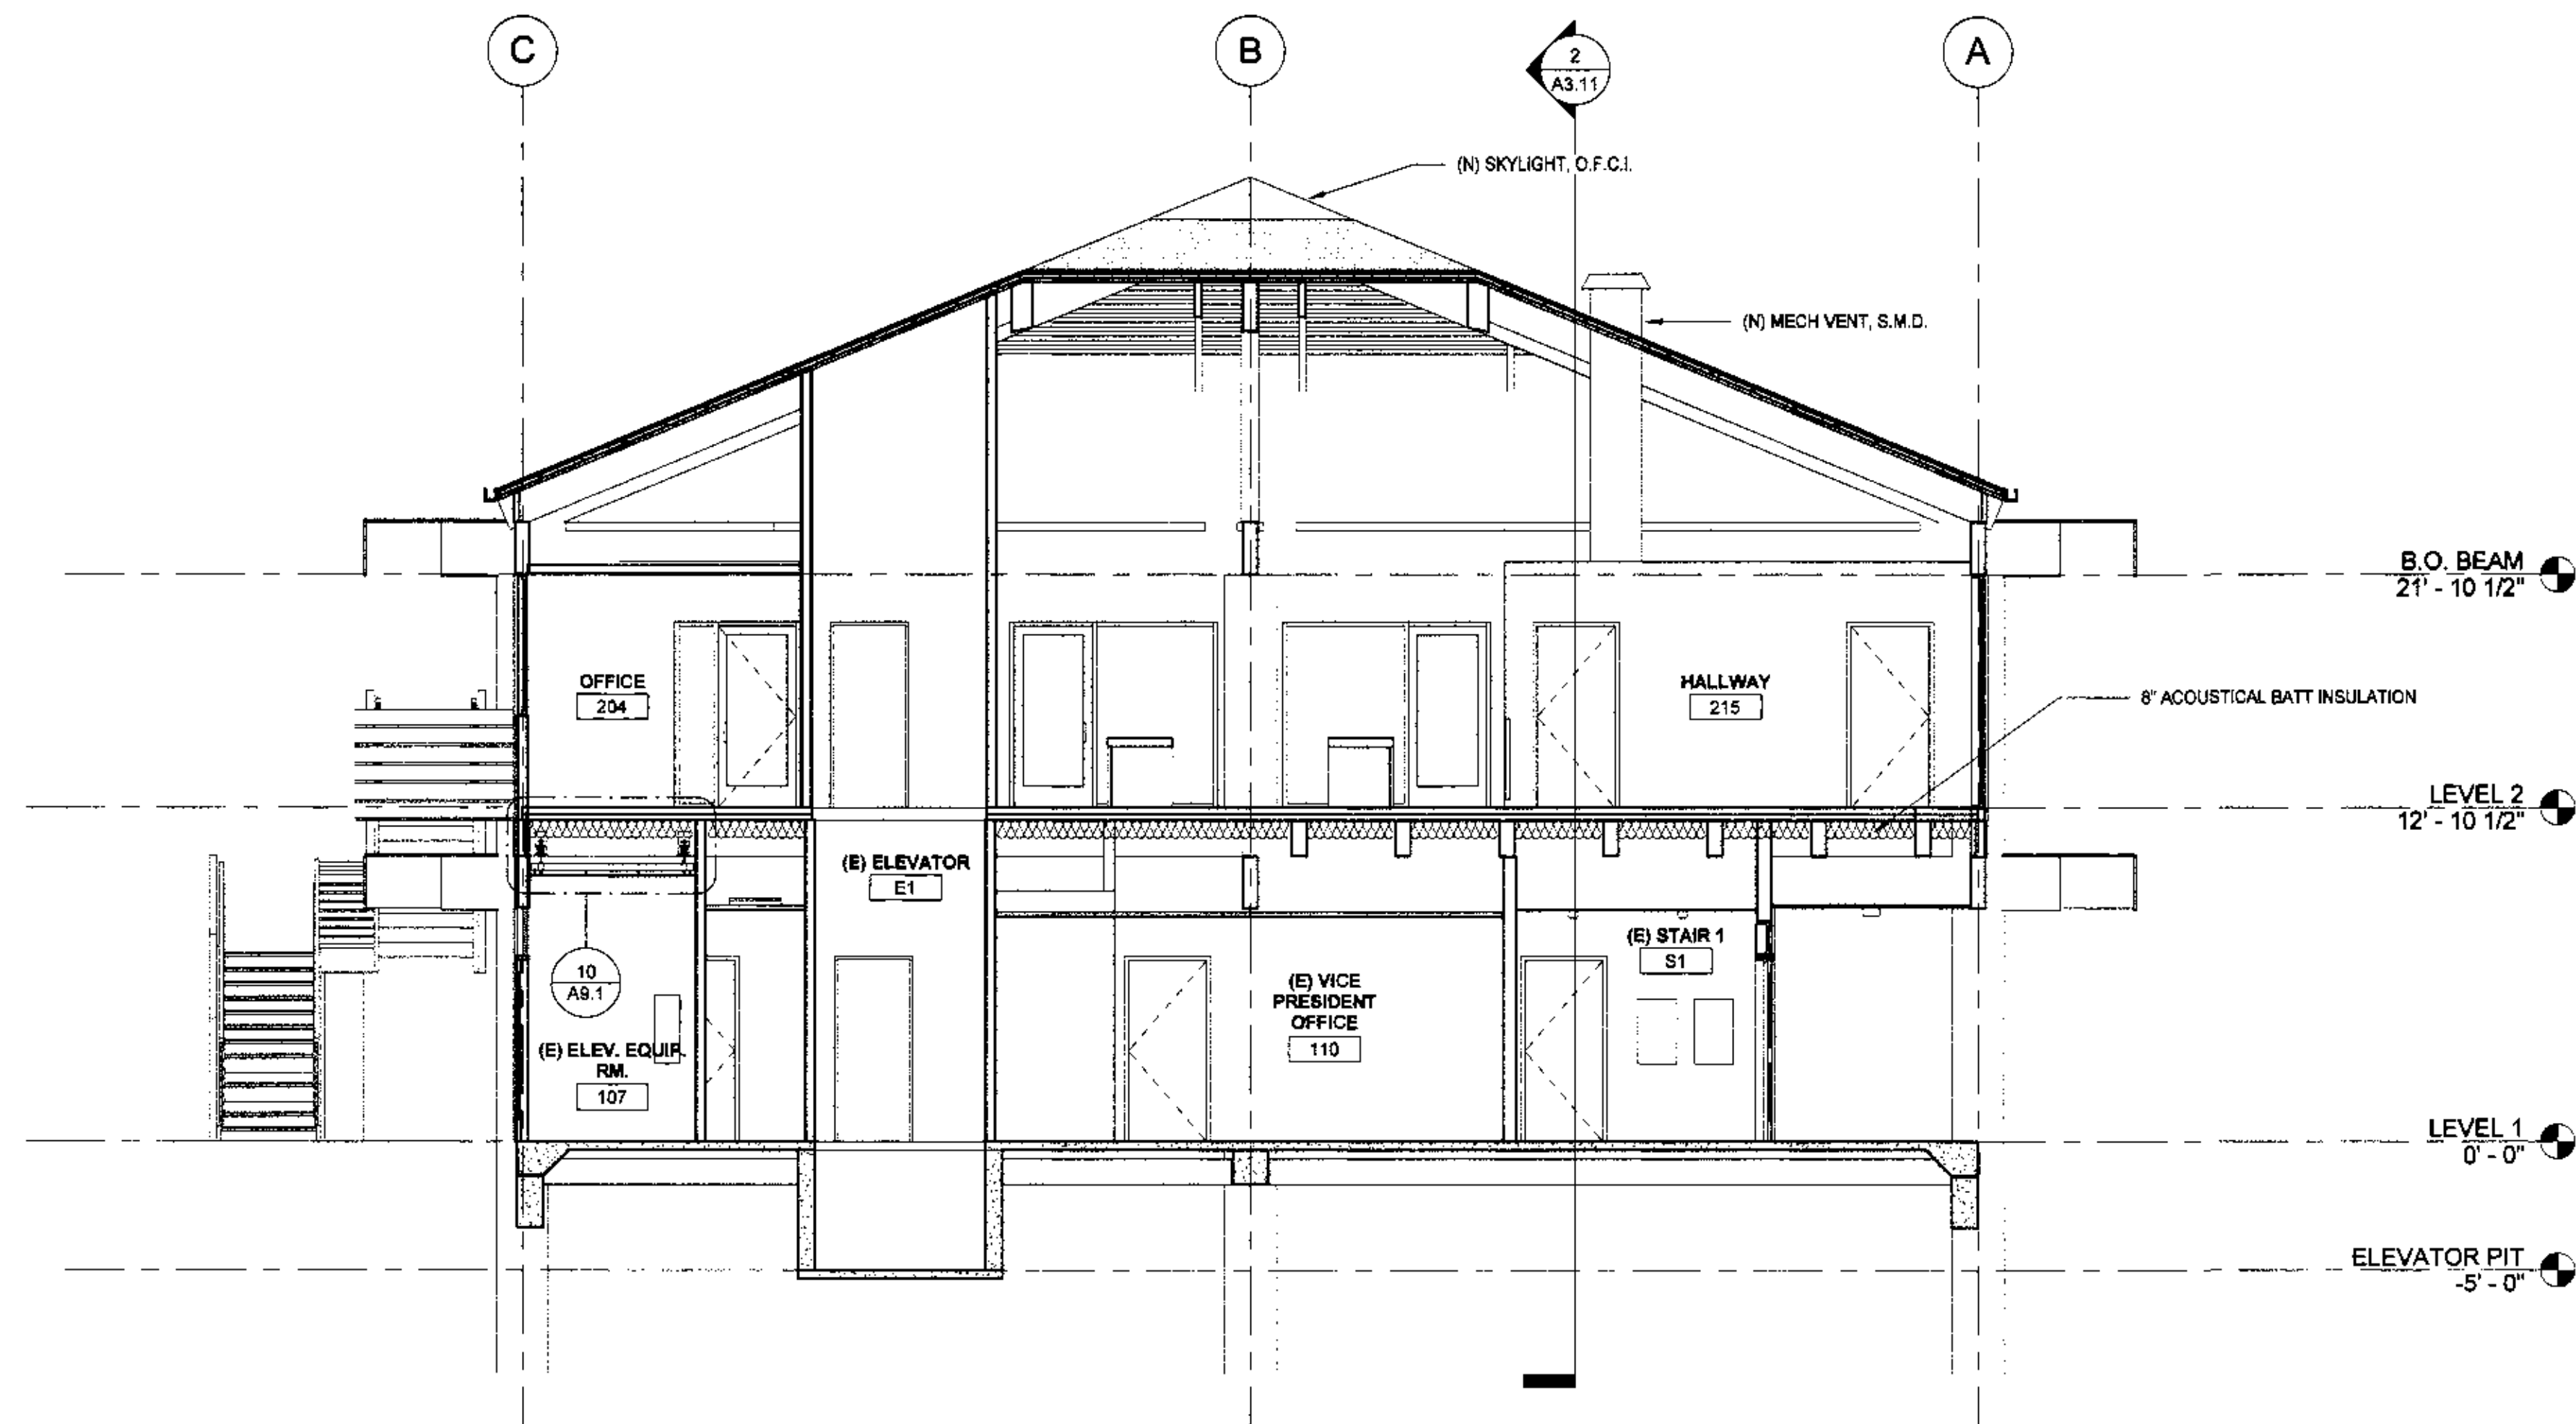 C
B
A
2
A3.11
(N) SKYLIGHT, O.F.C.I.
(N) MECH VENT, S.M.D.
B.O. BEAM
21' - 10 1/2"
OFFICE
204
HALLWAY
215
8" ACOUSTICAL BATT INSULATION
LEVEL 2
12' - 10 1/2"
(E) ELEVATOR
E1
(E) STAIR 1
S1
10
A9.1
(E) VICE
PRESIDENT
OFFICE
110
(E) ELEV. EQUIP.
RM.
107
LEVEL 1
0' - 0"
ELEVATOR PIT
-5' - 0"